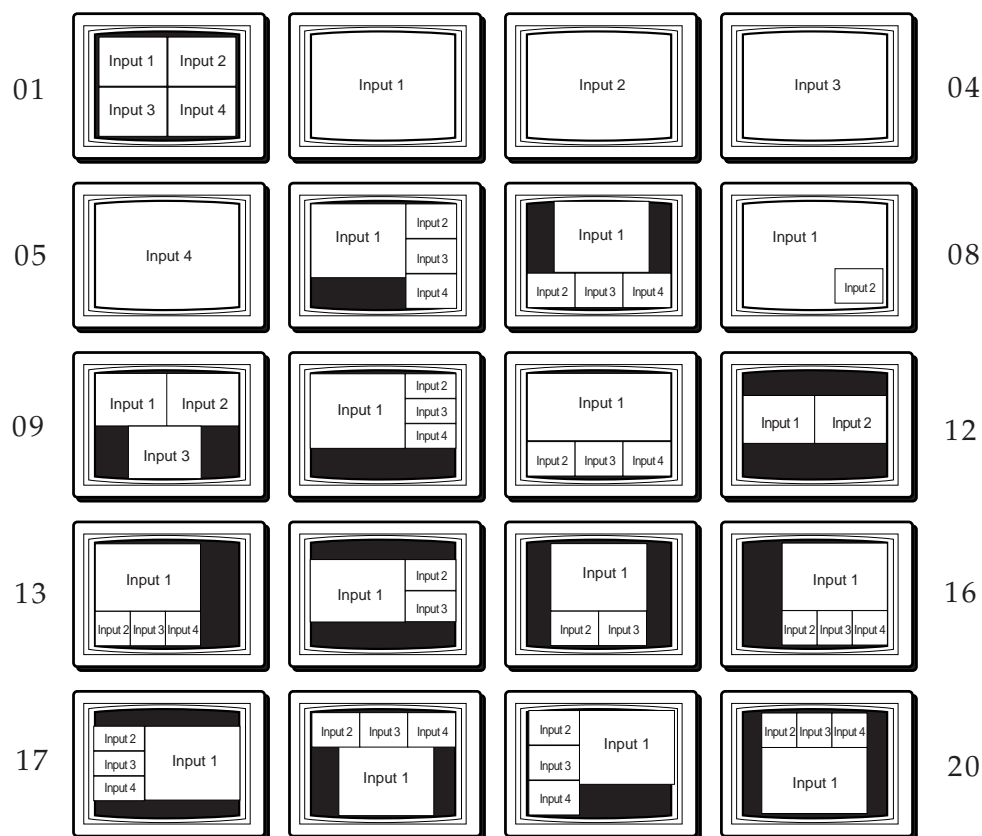 Input 1 Input 2
01 Input 1 Input 2 Input 3 04
Input 3 Input 4
Input 2
Input 1 Input 1 Input 1
05 Input 4 Input 3 08
Input 4 Input 2 Input 3 Input 4 Input 2
Input 2
Input 1 Input 2 Input 1 Input 3 Input 1 Input 1 Input 2
09 Input 4 12
Input 3 Input 2 Input 3 Input 4
Input 1 Input 2 Input 1 Input 1
13 Input 1 16
Input 2 Input 3 Input 4 Input 3 Input 2 Input 3 Input 2 Input 3 Input 4
Input 2 Input 2 Input 3 Input 4 Input 2 Input 1 Input 2 Input 3 Input 4
17 Input 3 Input 1 Input 3 20
Input 4 Input 1 Input 4 Input 1